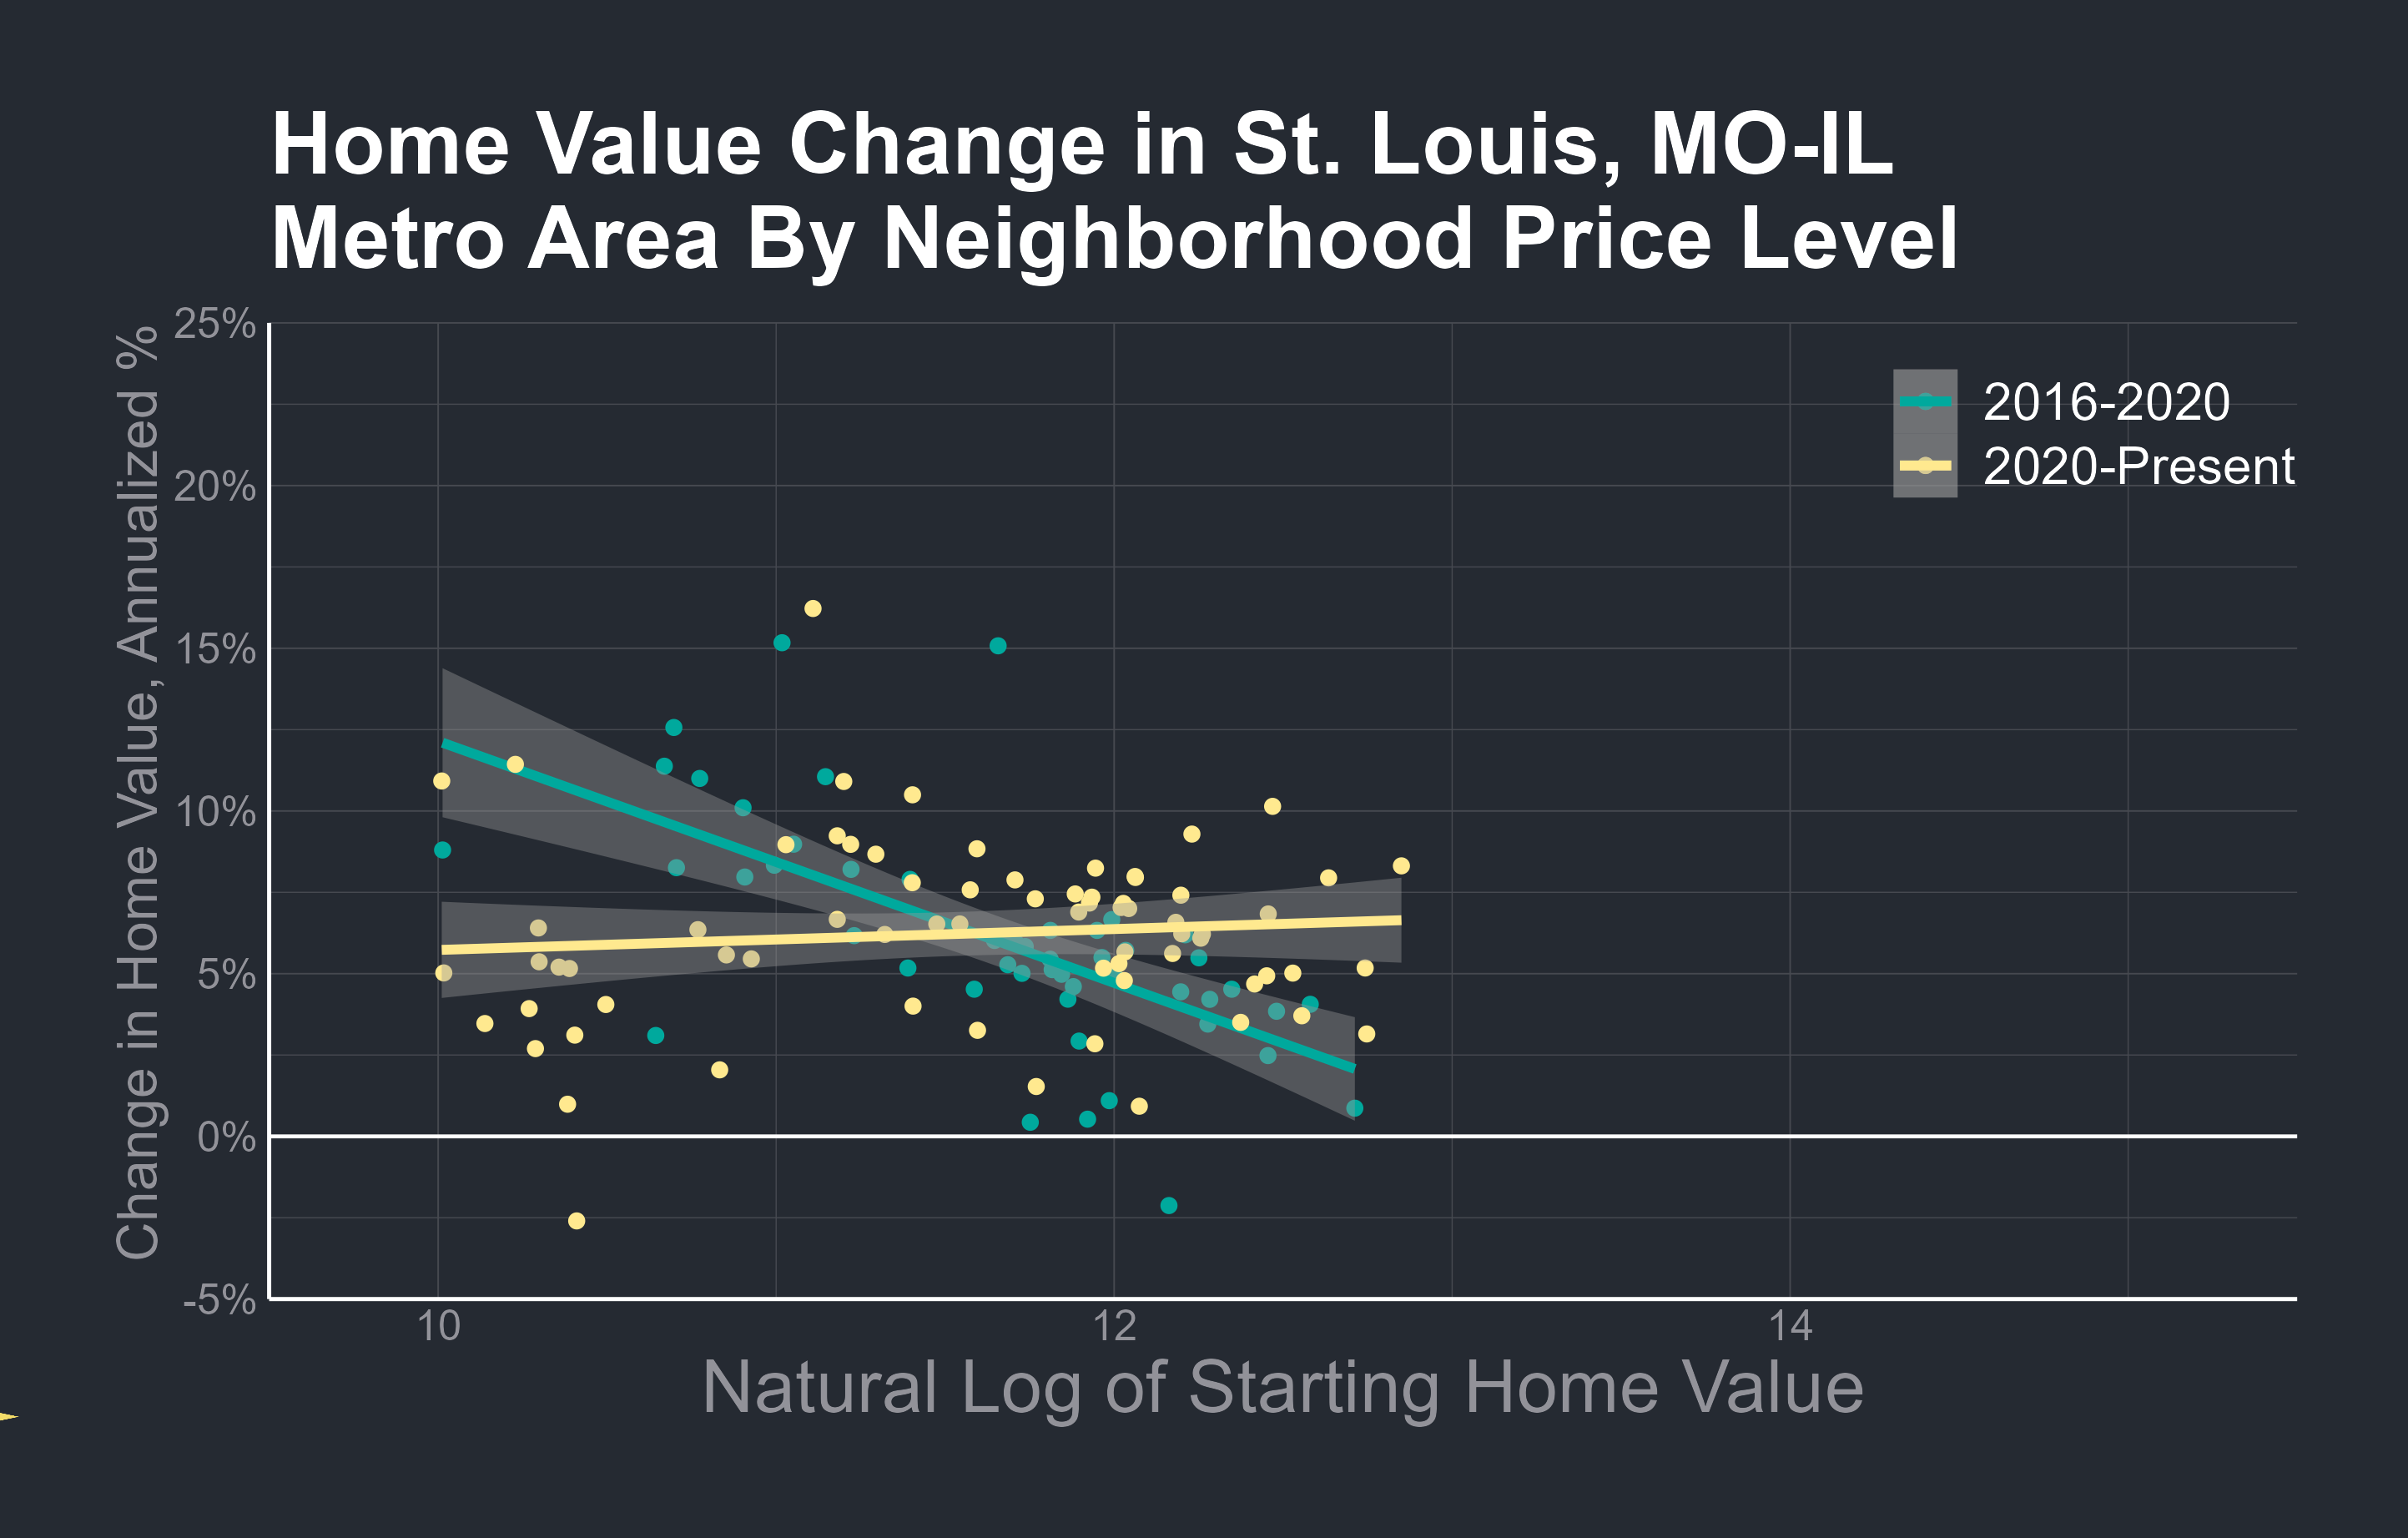 Home Value Change in St. Louis, MO-IL
Metro Area By Neighborhood Price Level
Change in Home Value, Annualized %
25%
20%
15%
10%
5%
0%
-5%
2016-2020
2020-Present
10
12
14
Natural Log of Starting Home Value